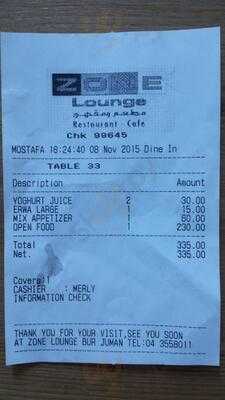 ZONE
Lounge
مطعم ومقهى
Restaurant - Cafe
Chk 99645
MOSTAFA 16:24:40 08 Nov 2015 Dine In
TABLE 33
Description Amount
YOGHURT JUICE 2 30.00
ERWA LARGE 1 15.00
MIX APPETIZER 1 60.00
OPEN FOOD 1 230.00
Total 335.00
Net. 335.00
Cover: 1
CASHIER : MERLY
INFORMATION CHECK
THANK YOU FOR YOUR VISIT,SEE YOU SOON
AT ZONE LOUNGE BUR JUMAN TEL:04 3558011